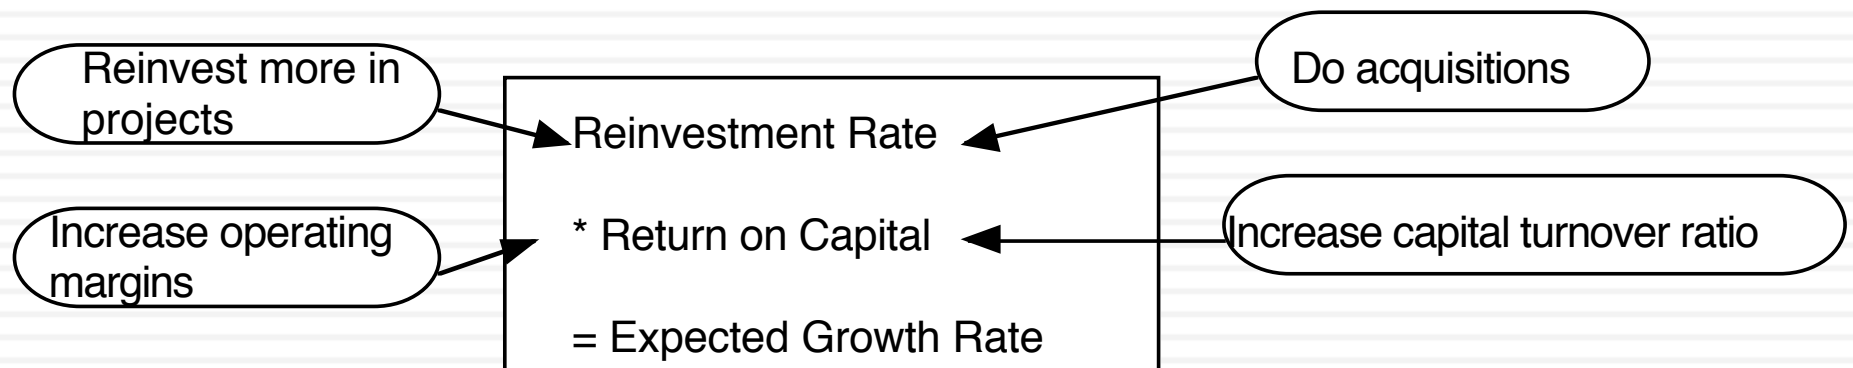 Reinvest more in
projects
Do acquisitions
Reinvestment Rate
Increase operating
margins
* Return on Capital
Increase capital turnover ratio
= Expected Growth Rate